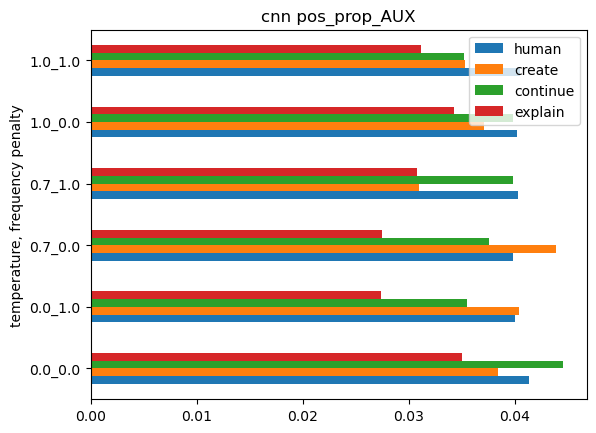 cnn pos_prop_AUX
human
create
continue
explain
temperature, frequency penalty
1.0_1.0
1.0_0.0
0.7_1.0
0.7_0.0
0.0_1.0
0.0_0.0
0.00 0.01 0.02 0.03 0.04